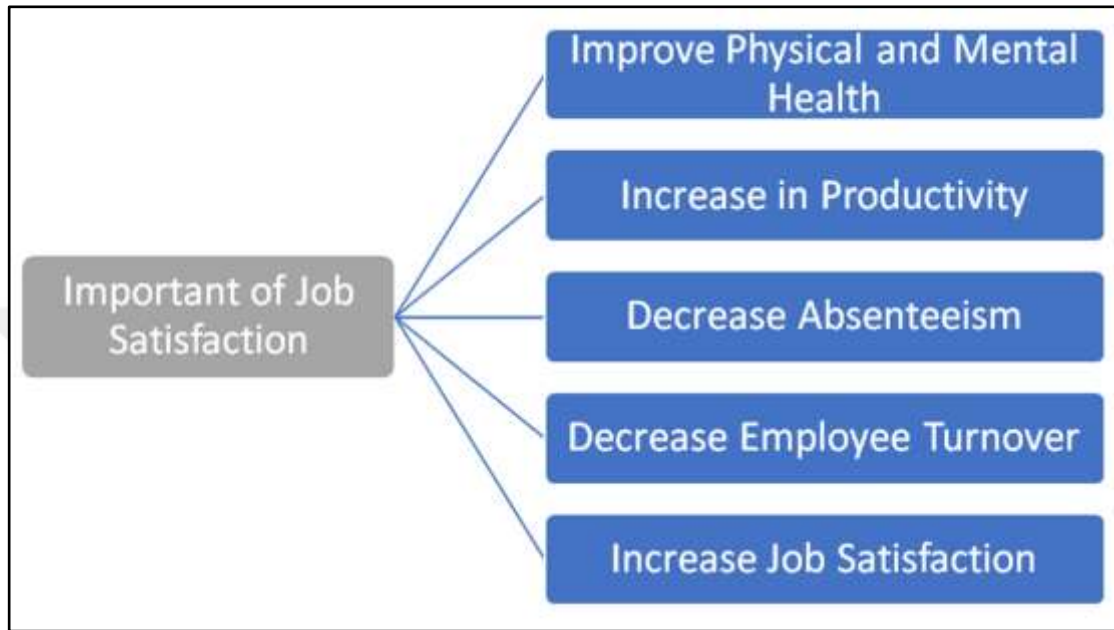 Important of Job
Satisfaction
Improve Physical and Mental
Health
Increase in Productivity
Decrease Absenteeism
Decrease Employee Turnover
Increase Job Satisfaction